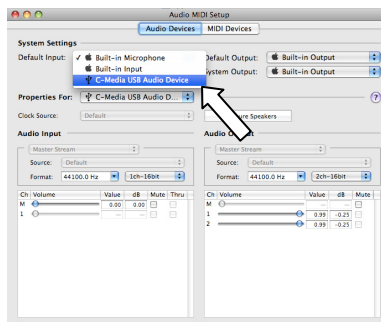 Audio MIDI Setup
Audio Devices MIDI Devices
System Settings
Default Input: ✓ Built-in Microphone
Built-in Input
C-Media USB Audio Device
Default Output: Built-in Output
System Output: Built-in Output
Properties For: C-Media USB Audio D... ?
Clock Source: Default
Speakers
Audio Input
Master Stream
Source: Default
Format: 44100.0 Hz 1ch-16bit
Ch Volume Value dB Mute Thru
M 0.00 0.00
1 — —
Audio
Master Stream
Source: Default
Format: 44100.0 Hz 2ch-16bit
Ch Volume Value dB Mute
M — —
1 0.99 -0.25
2 0.99 -0.25